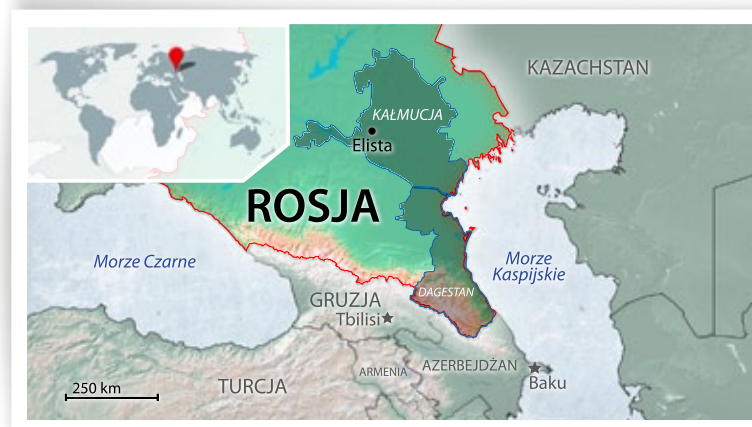 KAZACHSTAN
KAŁMUCJA
Elista
ROSJA
Morze Czarne
Morze
Kaspijskie
DAGESTAN
GRUZJA
Tbilisi
ARMENIA
AZERBEJDŻAN
TURCJA
Baku
250 km